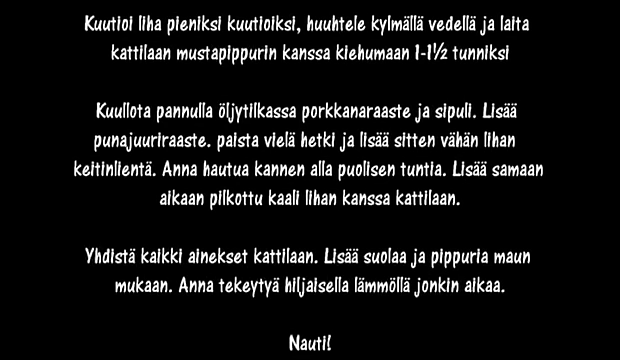 Kuutioi liha pieniksi kuutioiksi, huuhtele kylmällä vedellä ja laita
kattilaan mustapippurin kanssa kiehumaan 1-1½ tunniksi
Kuullota pannulla öljytilkassa porkkanaraaste ja sipuli. Lisää
punajuuriraaste. paista vielä hetki ja lisää sitten vähän lihan
keitinlientä. Anna hautua kannen alla puolisen tuntia. Lisää samaan
aikaan pilkottu kaali lihan kanssa kattilaan.
Yhdistä kaikki ainekset kattilaan. Lisää suolaa ja pippuria maun
mukaan. Anna tekeytyä hiljaisella lämmöllä jonkin aikaa.
Nauti!